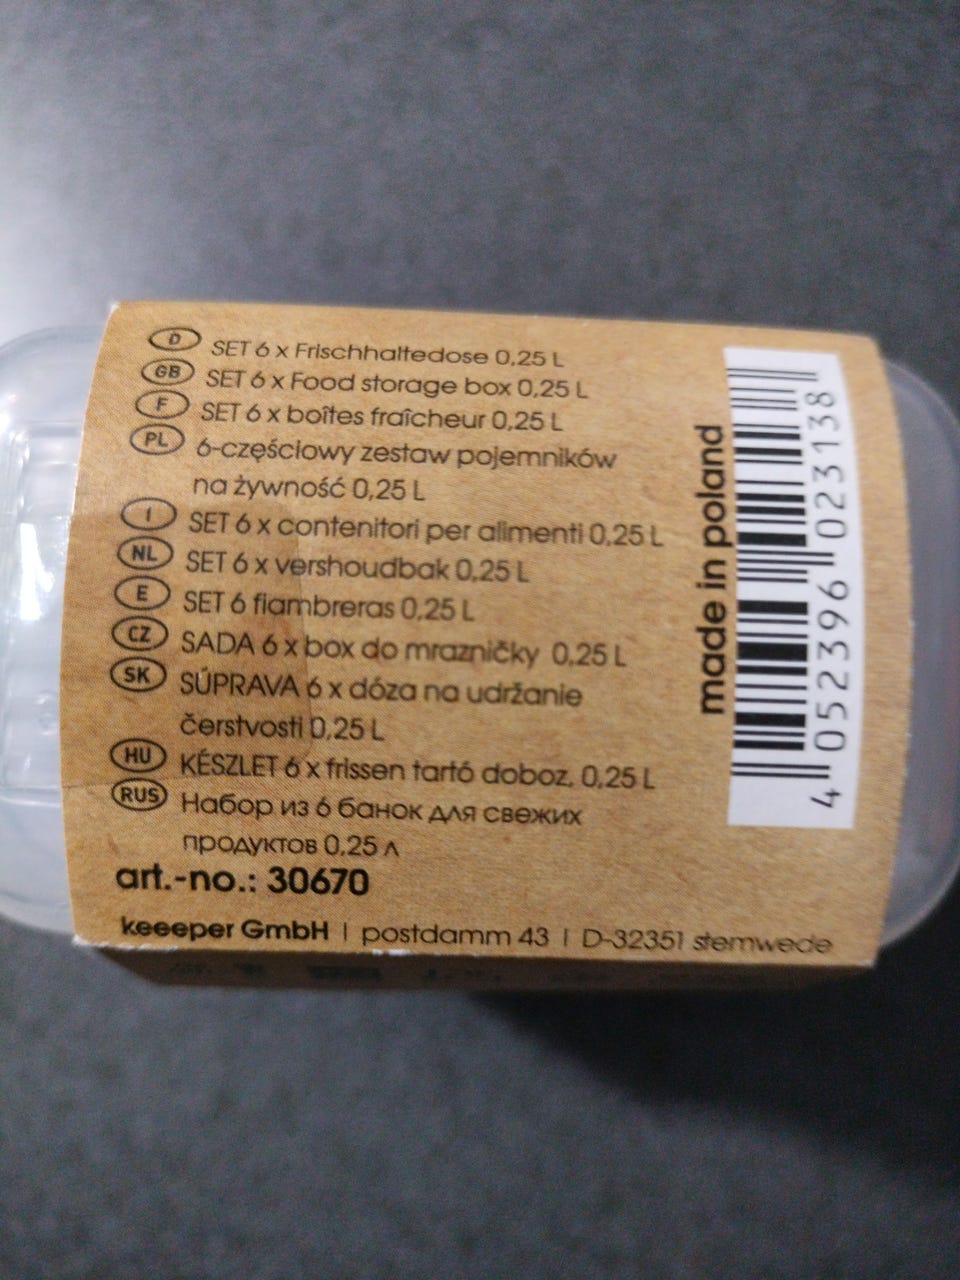 D SET 6 x Frischhaltedose 0,25 L
GB SET 6 x Food storage box 0,25 L
F SET 6 x boîtes fraîcheur 0,25 L
PL 6-częściowy zestaw pojemników
na żywność 0,25 L
I SET 6 x contenitori per alimenti 0,25 L
NL SET 6 x vershoudbak 0,25 L
E SET 6 fiambreras 0,25 L
CZ SADA 6 x box do mrazničky 0,25 L
SK SÚPRAVA 6 x dóza na udržanie
čerstvosti 0,25 L
HU KÉSZLET 6 x frissen tartó doboz, 0,25 L
RUS Набор из 6 банок для свежих
продуктов 0,25 л
art.-no.: 30670
keeeper GmbH | postdamm 43 | D-32351 stemwede
made in poland
4 052396 023138